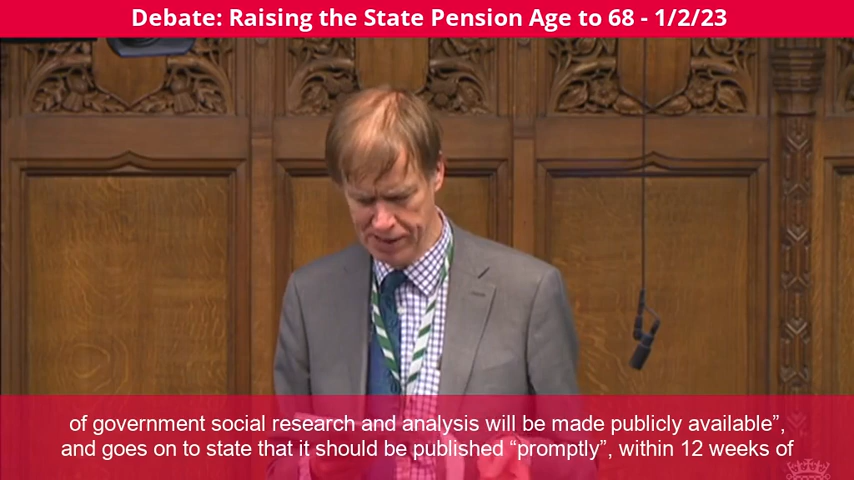 Debate: Raising the State Pension Age to 68 - 1/2/23
of government social research and analysis will be made publicly available”,
and goes on to state that it should be published “promptly”, within 12 weeks of